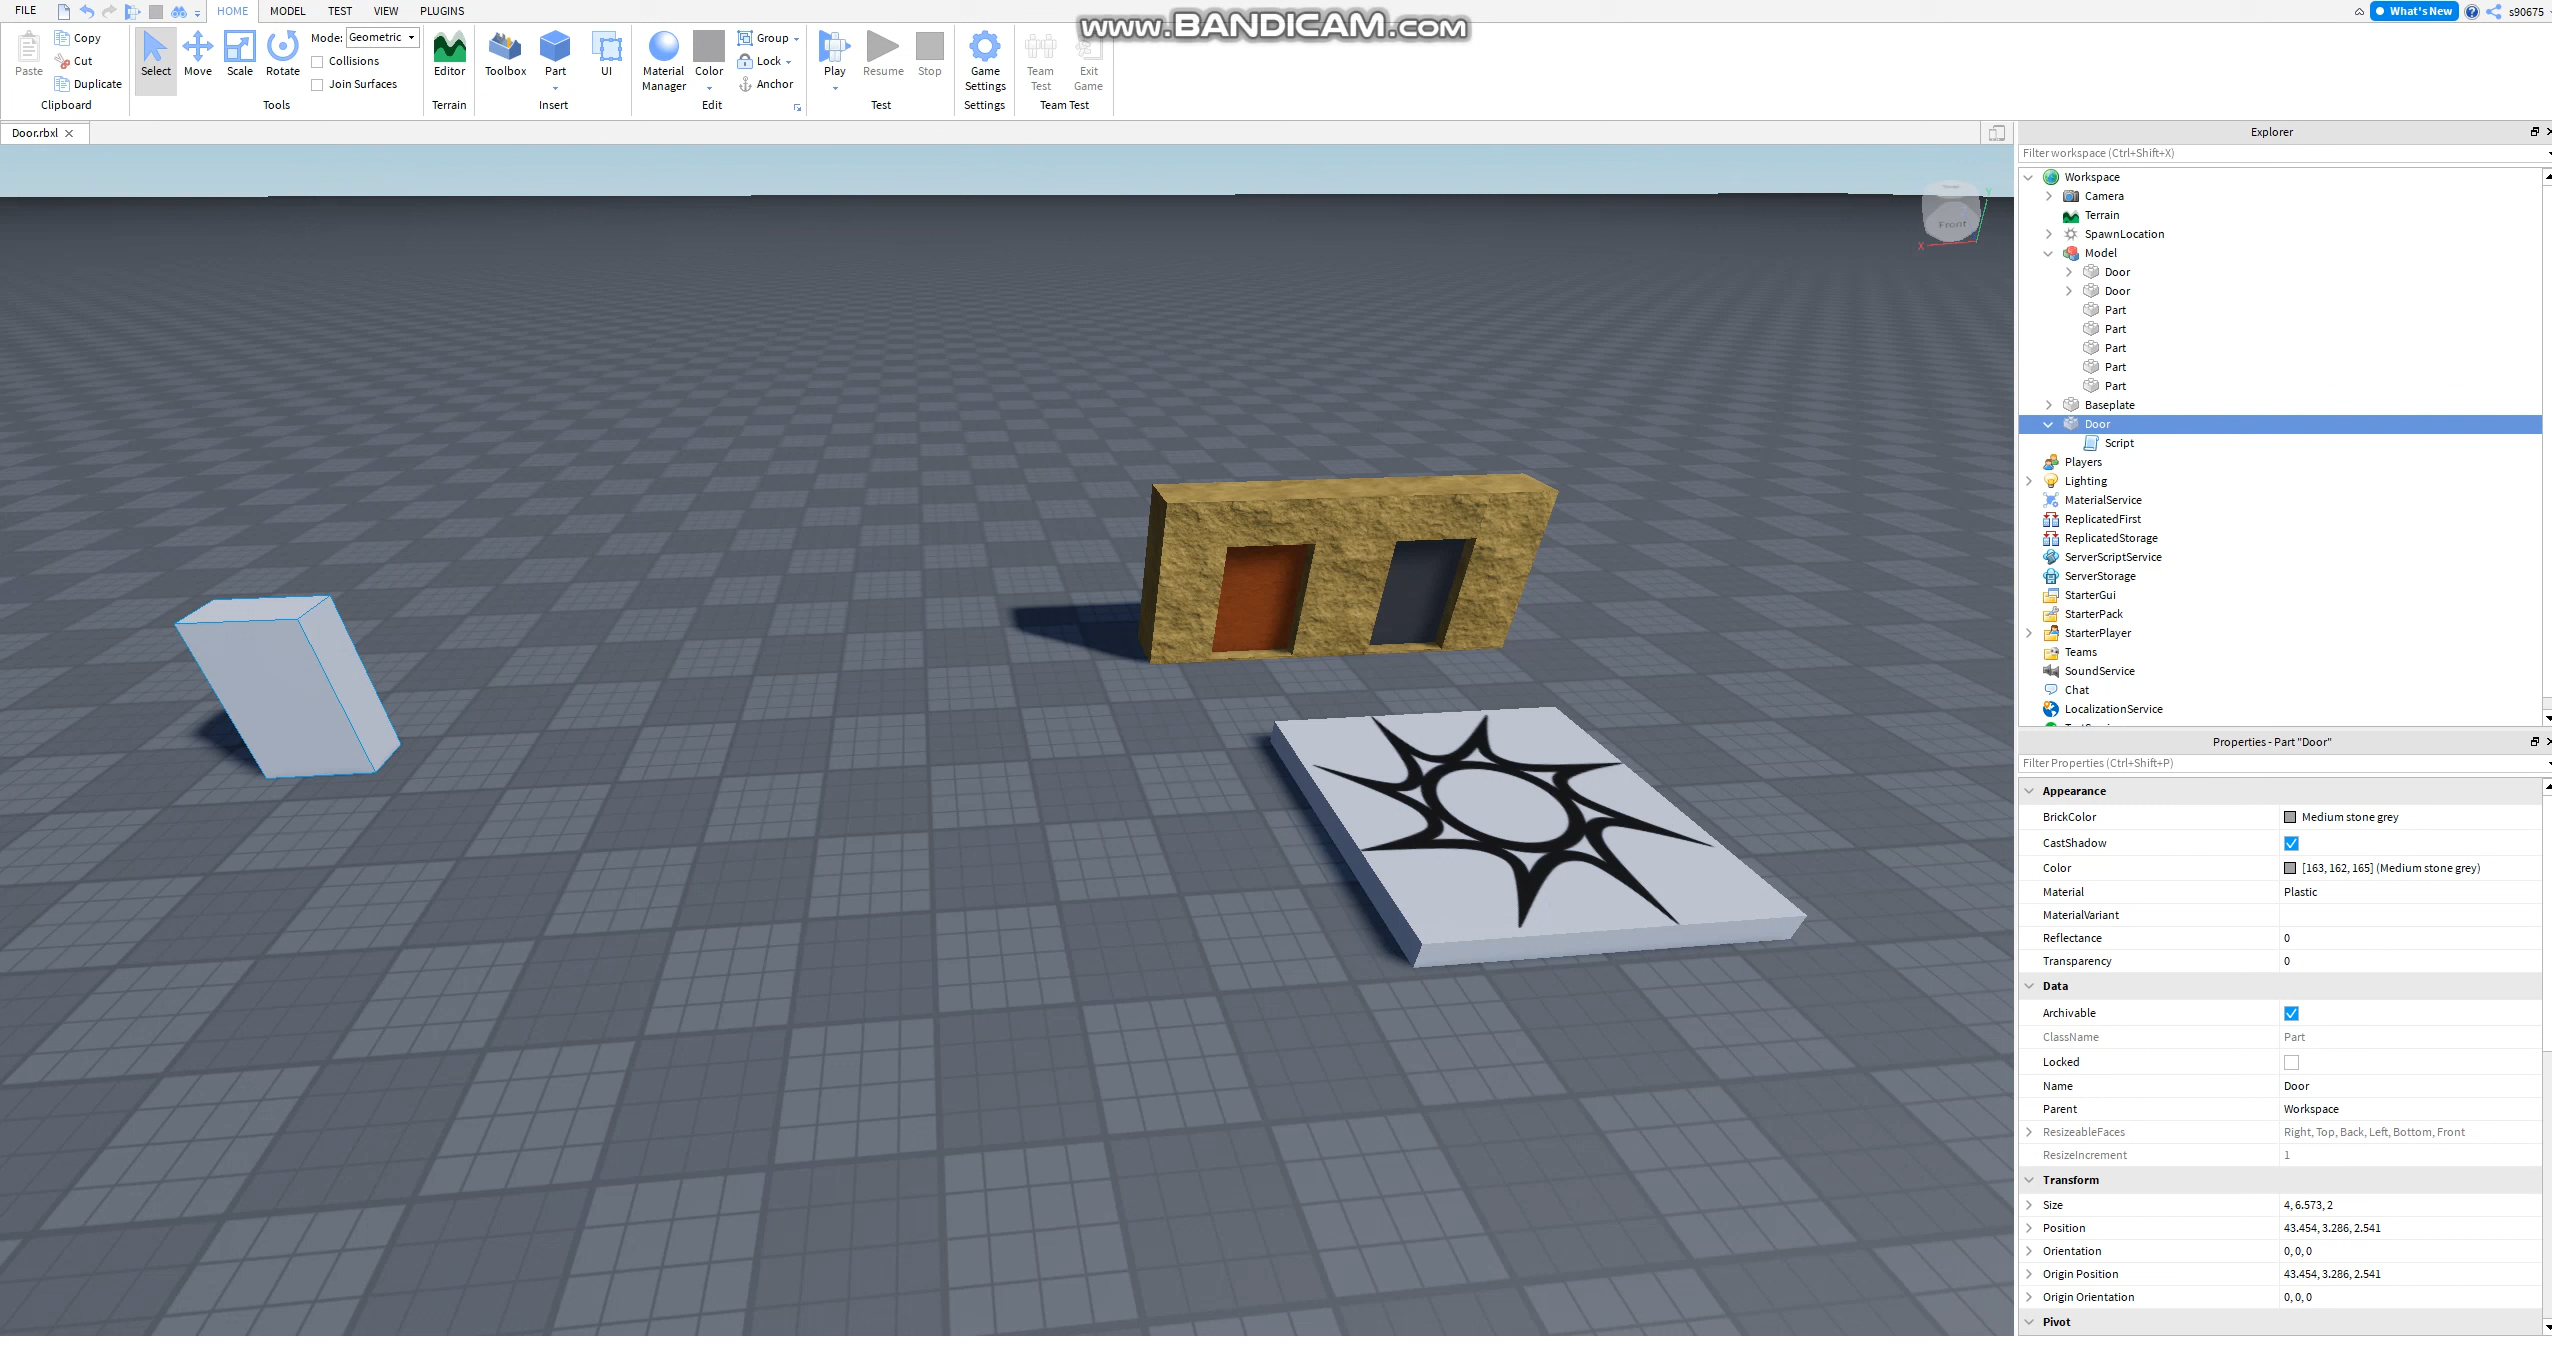 FILE HOME MODEL TEST VIEW PLUGINS
www.BANDICAM.com
What's New s90675
Paste Copy Cut Duplicate
Select Move Scale Rotate
Mode: Geometric
Collisions
Join Surfaces
Editor Toolbox Part UI
Material Manager Color
Group
Lock
Anchor
Play Resume Stop
Game Settings Team Test Exit Game
Clipboard Tools Terrain Insert Edit Test Settings Team Test
Door.rbxl
Front
X
Y
Explorer
Filter workspace (Ctrl+Shift+X)
Workspace
Camera
Terrain
SpawnLocation
Model
Door
Door
Part
Part
Part
Part
Part
Baseplate
Door
Script
Players
Lighting
MaterialService
ReplicatedFirst
ReplicatedStorage
ServerScriptService
ServerStorage
StarterGui
StarterPack
StarterPlayer
Teams
SoundService
Chat
LocalizationService
Properties - Part "Door"
Filter Properties (Ctrl+Shift+P)
Appearance
BrickColor Medium stone grey
CastShadow
Color [163, 162, 165] (Medium stone grey)
Material Plastic
MaterialVariant
Reflectance 0
Transparency 0
Data
Archivable
ClassName Part
Locked
Name Door
Parent Workspace
ResizeableFaces Right, Top, Back, Left, Bottom, Front
ResizeIncrement 1
Transform
Size 4, 6.573, 2
Position 43.454, 3.286, 2.541
Orientation 0, 0, 0
Origin Position 43.454, 3.286, 2.541
Origin Orientation 0, 0, 0
Pivot